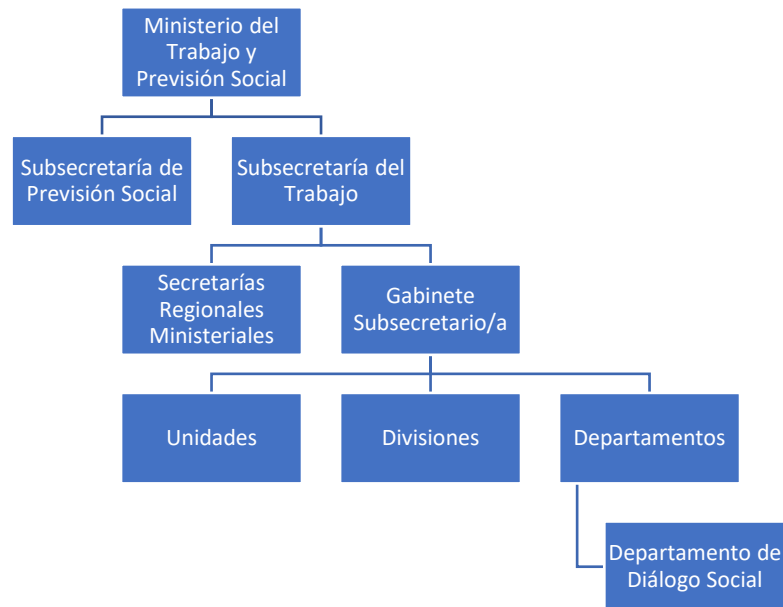 Ministerio del
Trabajo y
Previsión Social
Subsecretaría de
Previsión Social
Subsecretaría del
Trabajo
Secretarías
Regionales
Ministeriales
Gabinete
Subsecretario/a
Unidades
Divisiones
Departamentos
Departamento de
Diálogo Social